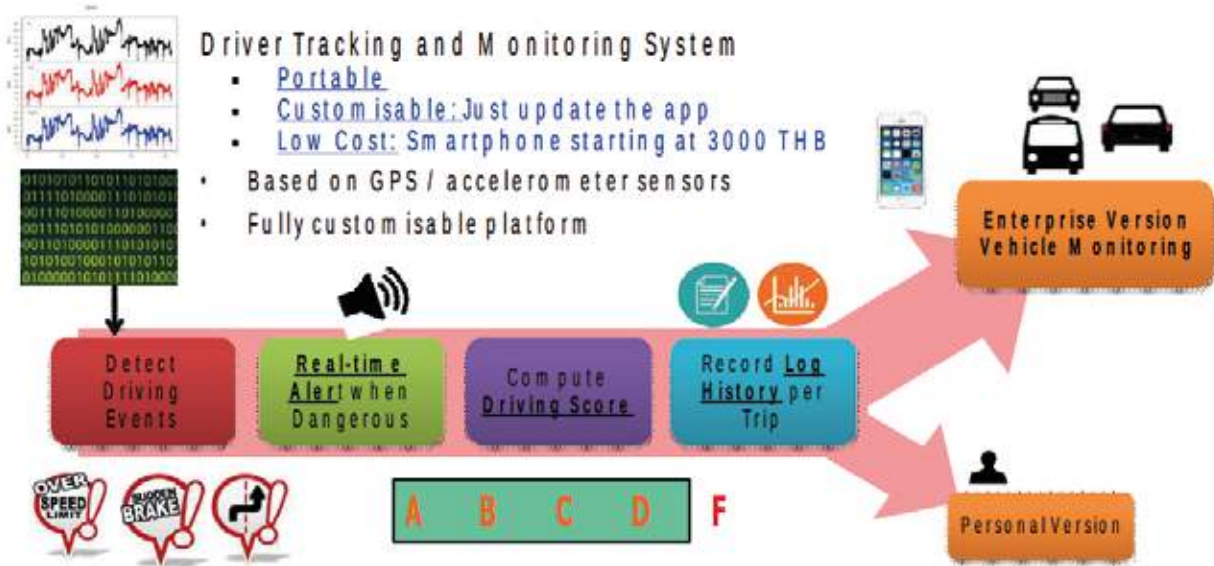 Driver Tracking and Monitoring System
▪ Portable
▪ Customisable: Just update the app
▪ Low Cost: Smartphone starting at 3000 THB
• Based on GPS / accelerometer sensors
• Fully customisable platform
Enterprise Version
Vehicle Monitoring
Detect
Driving
Events
Real-time
Alert when
Dangerous
Compute
Driving Score
Record Log
History per
Trip
OVER
SPEED
LIMIT
SUDDEN
BRAKE
A B C D F
Personal Version